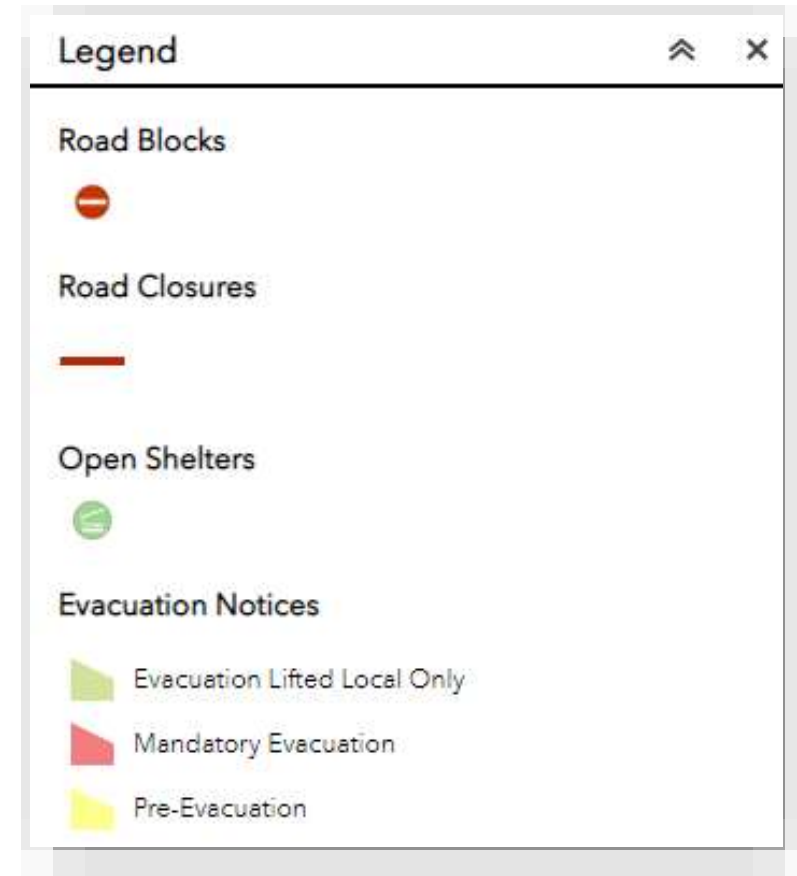 Legend
Road Blocks
Road Closures
Open Shelters
Evacuation Notices
Evacuation Lifted Local Only
Mandatory Evacuation
Pre-Evacuation